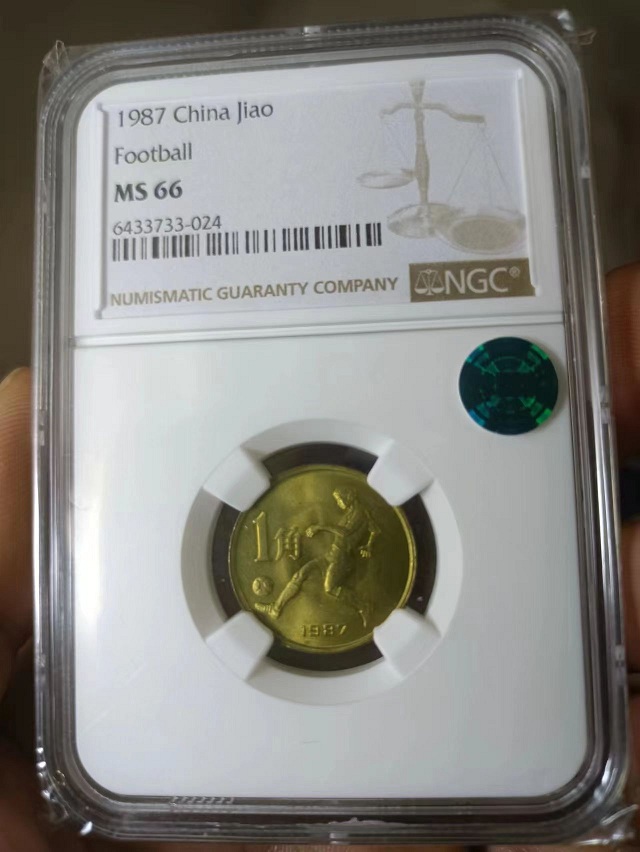 1987 China Jiao
Football
MS 66
6433733-024
NUMISMATIC GUARANTY COMPANY NGC®
1角
1987